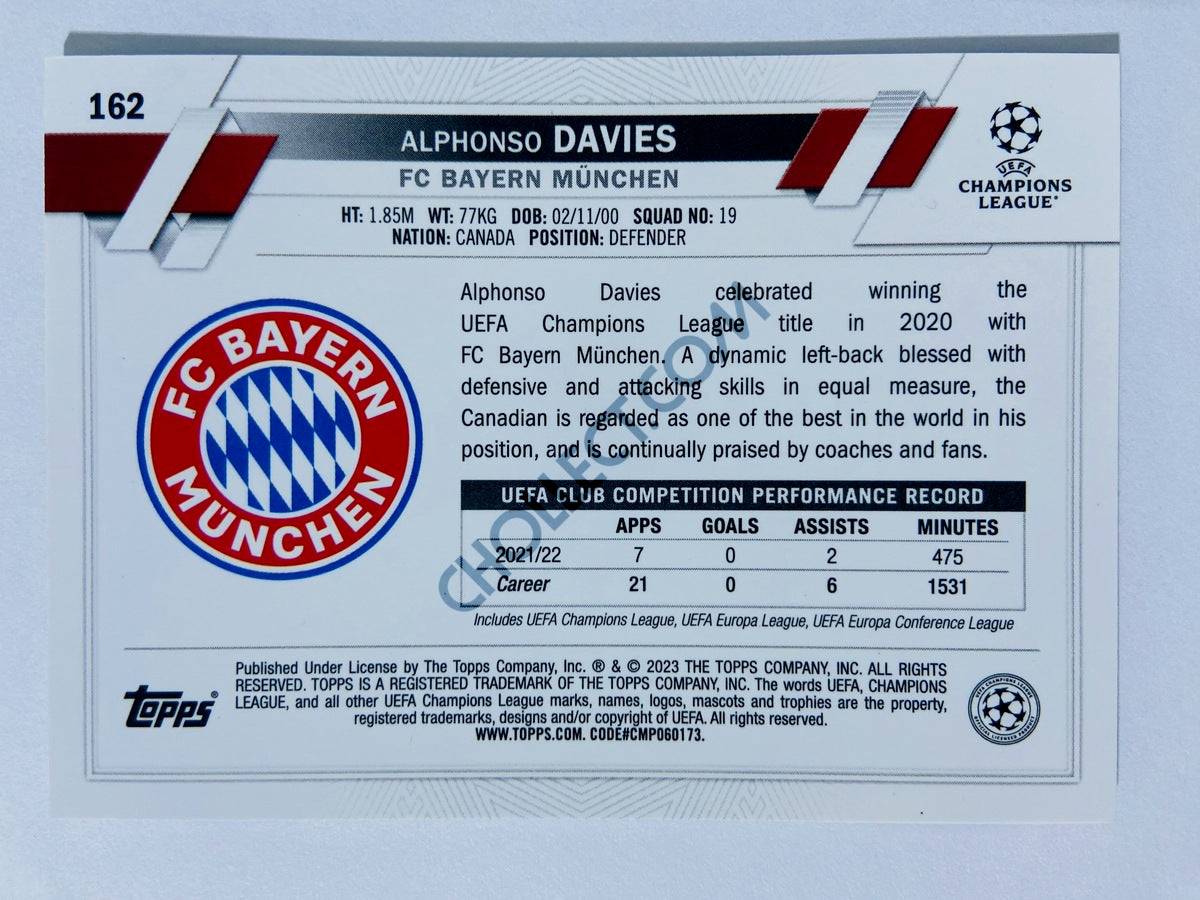 162
ALPHONSO DAVIES
FC BAYERN MÜNCHEN
UEFA
CHAMPIONS
LEAGUE®
HT: 1.85M WT: 77KG DOB: 02/11/00 SQUAD NO: 19
NATION: CANADA POSITION: DEFENDER
FC BAYERN
MÜNCHEN
Alphonso Davies celebrated winning the
UEFA Champions League title in 2020 with
FC Bayern München. A dynamic left-back blessed with
defensive and attacking skills in equal measure, the
Canadian is regarded as one of the best in the world in his
position, and is continually praised by coaches and fans.
CHOLLECT.COM
UEFA CLUB COMPETITION PERFORMANCE RECORD
APPS GOALS ASSISTS MINUTES
2021/22 7 0 2 475
Career 21 0 6 1531
Includes UEFA Champions League, UEFA Europa League, UEFA Europa Conference League
Topps®
Published Under License by The Topps Company, Inc. ® & © 2023 THE TOPPS COMPANY, INC. ALL RIGHTS
RESERVED. TOPPS IS A REGISTERED TRADEMARK OF THE TOPPS COMPANY, INC. The words UEFA, CHAMPIONS
LEAGUE, and all other UEFA Champions League marks, names, logos, mascots and trophies are the property,
registered trademarks, designs and/or copyright of UEFA. All rights reserved.
WWW.TOPPS.COM. CODE#CMP060173.
UEFA CHAMPIONS LEAGUE
OFFICIAL LICENSED PRODUCT